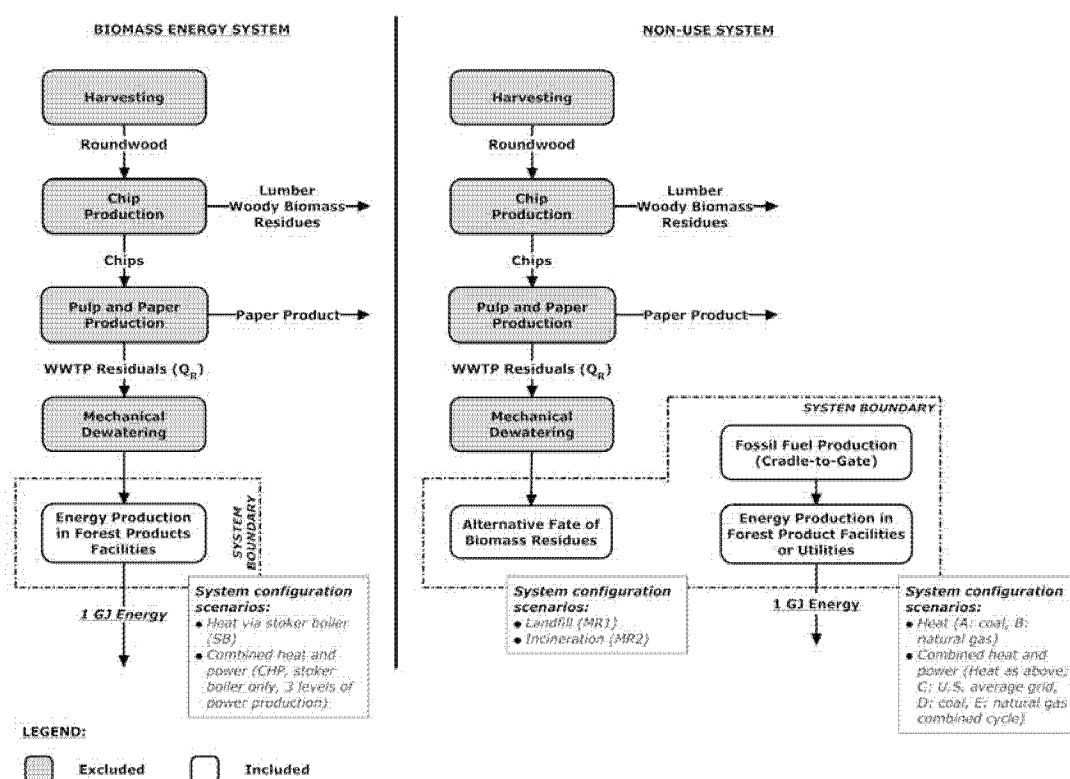 BIOMASS ENERGY SYSTEM
Harvesting
Roundwood
Chip
Production
Lumber
Woody Biomass
Residues
Chips
Pulp and Paper
Production
Paper Product
WWTP Residuals (QR)
Mechanical
Dewatering
Energy Production
in Forest Products
Facilities
SYSTEM
BOUNDARY
1 GJ Energy
System configuration
scenarios:
• Heat via stoker boiler
(SB)
• Combined heat and
power (CHP, stoker
boiler only, 3 levels of
power production)
NON-USE SYSTEM
Harvesting
Roundwood
Chip
Production
Lumber
Woody Biomass
Residues
Chips
Pulp and Paper
Production
Paper Product
WWTP Residuals (QR)
Mechanical
Dewatering
SYSTEM BOUNDARY
Fossil Fuel Production
(Cradle-to-Gate)
Alternative Fate of
Biomass Residues
Energy Production in
Forest Product Facilities
or Utilities
System configuration
scenarios:
• Landfill (MR1)
• Incineration (MR2)
1 GJ Energy
System configuration
scenarios:
• Heat (A: coal, B:
natural gas)
• Combined heat and
power (Heat as above;
C: U.S. average grid,
D: coal, E: natural gas
combined cycle)
LEGEND:
Excluded
Included